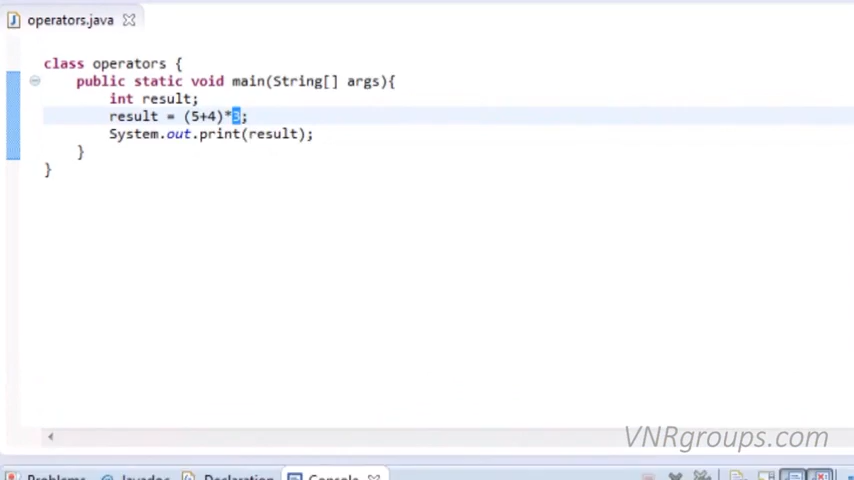 operators.java
class operators {
public static void main(String[] args){
int result;
result = (5+4)*3;
System.out.print(result);
}
}
VNRgroups.com
Problems Javadoc Declaration Console